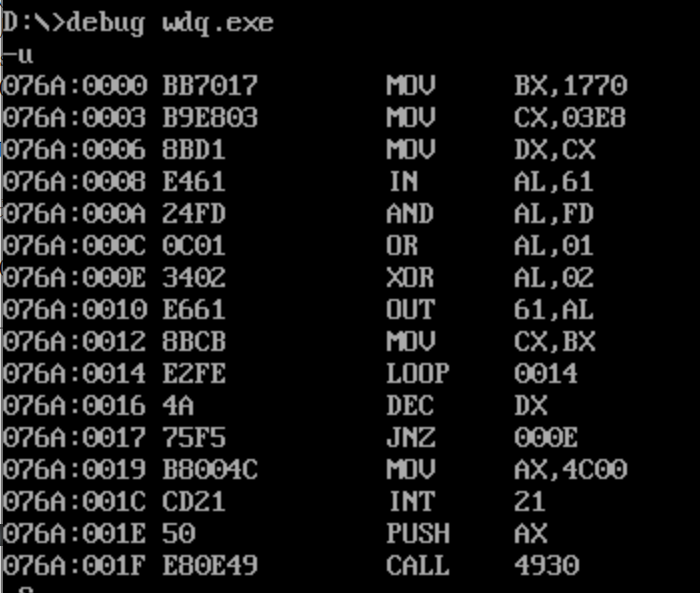 D:\>debug wdq.exe
-u
076A:0000 BB7017 MOV BX,1770
076A:0003 B9E803 MOV CX,03E8
076A:0006 8BD1 MOV DX,CX
076A:0008 E461 IN AL,61
076A:000A 24FD AND AL,FD
076A:000C 0C01 OR AL,01
076A:000E 3402 XOR AL,02
076A:0010 E661 OUT 61,AL
076A:0012 8BCB MOV CX,BX
076A:0014 E2FE LOOP 0014
076A:0016 4A DEC DX
076A:0017 75F5 JNZ 000E
076A:0019 B8004C MOV AX,4C00
076A:001C CD21 INT 21
076A:001E 50 PUSH AX
076A:001F E80E49 CALL 4930